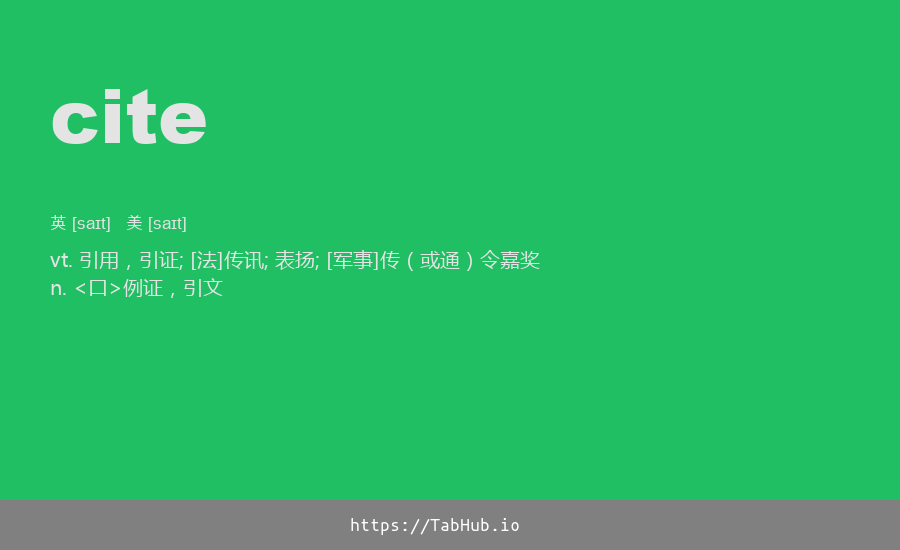 cite
英 [saɪt] 美 [saɪt]
vt. 引用，引证; [法]传讯; 表扬; [军事]传（或通）令嘉奖
n. <口>例证，引文
https://TabHub.io